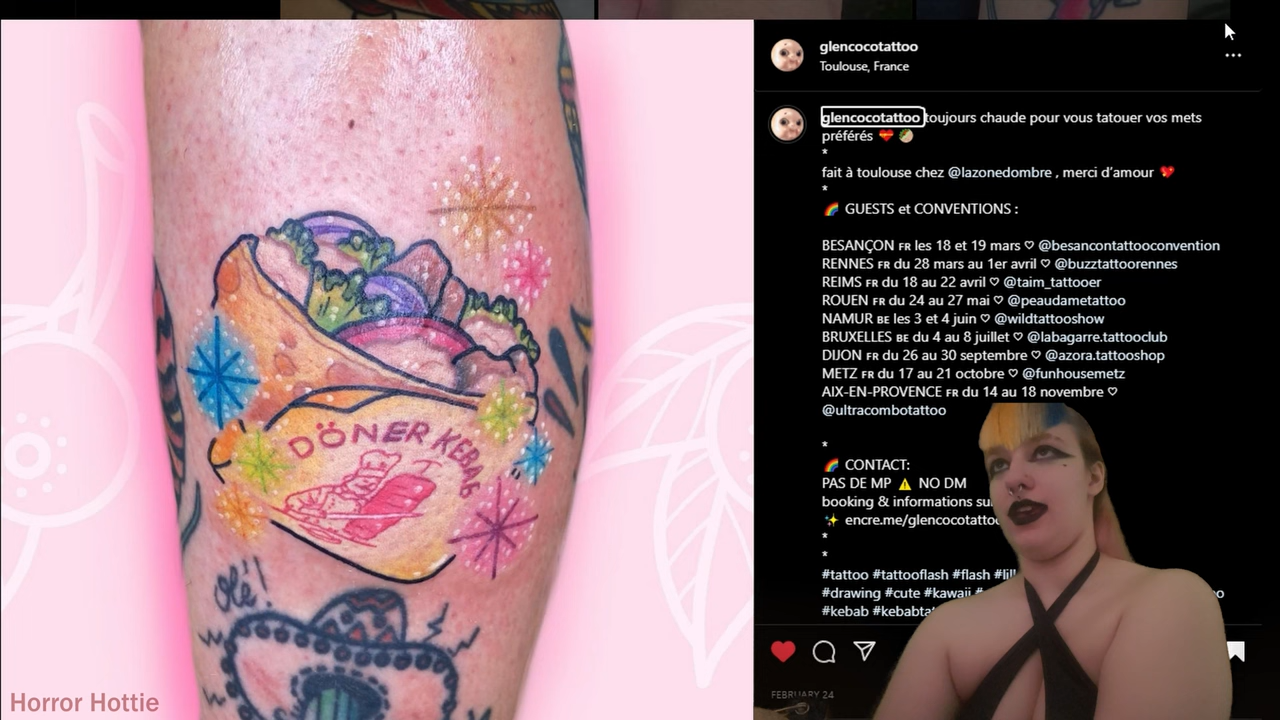 DÖNER KEBAB
Olé!
Horror Hottie
glencocotattoo
Toulouse, France
glencocotattoo toujours chaude pour vous tatouer vos mets
préférés ❤️ 🥙
*
fait à toulouse chez @lazonedombre , merci d’amour 💖
*
🌈 GUESTS et CONVENTIONS :
BESANÇON FR les 18 et 19 mars ♡ @besancontattooconvention
RENNES FR du 28 mars au 1er avril ♡ @buzztattoorennes
REIMS FR du 18 au 22 avril ♡ @taim_tattooer
ROUEN FR du 24 au 27 mai ♡ @peaudametattoo
NAMUR BE les 3 et 4 juin ♡ @wildtattooshow
BRUXELLES BE du 4 au 8 juillet ♡ @labagarre.tattooclub
DIJON FR du 26 au 30 septembre ♡ @azora.tattooshop
METZ FR du 17 au 21 octobre ♡ @funhousemetz
AIX-EN-PROVENCE FR du 14 au 18 novembre ♡
@ultracombotattoo
*
🌈 CONTACT:
PAS DE MP ⚠️ NO DM
booking & informations su
✨ encre.me/glencocotattoo
*
*
#tattoo #tattooflash #flash #lill
#drawing #cute #kawaii
#kebab #kebabta
FEBRUARY 24